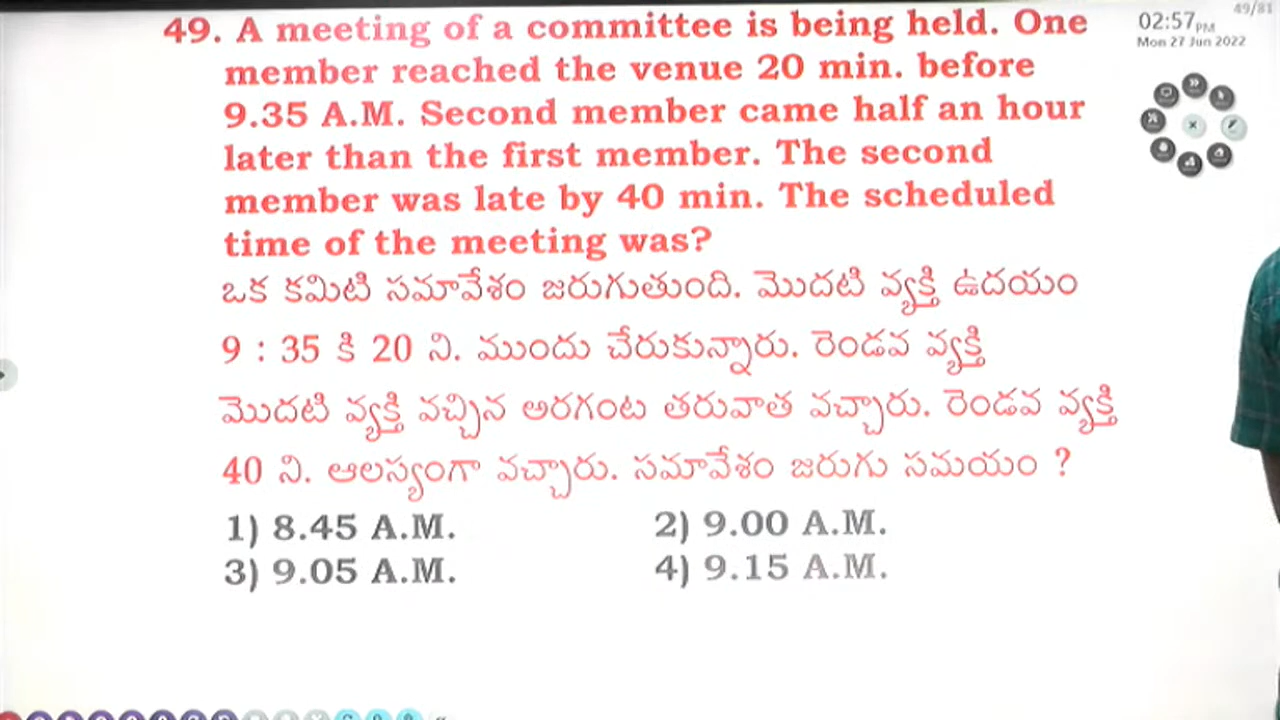 49/81
02:57PM
Mon 27 Jun 2022
49. A meeting of a committee is being held. One
member reached the venue 20 min. before
9.35 A.M. Second member came half an hour
later than the first member. The second
member was late by 40 min. The scheduled
time of the meeting was?
ఒక కమిటి సమావేశం జరుగుతుంది. మొదటి వ్యక్తి ఉదయం
9 : 35 కి 20 ని. ముందు చేరుకున్నారు. రెండవ వ్యక్తి
మొదటి వ్యక్తి వచ్చిన అరగంట తరువాత వచ్చారు. రెండవ వ్యక్తి
40 ని. ఆలస్యంగా వచ్చారు. సమావేశం జరుగు సమయం ?
1) 8.45 A.M. 2) 9.00 A.M.
3) 9.05 A.M. 4) 9.15 A.M.